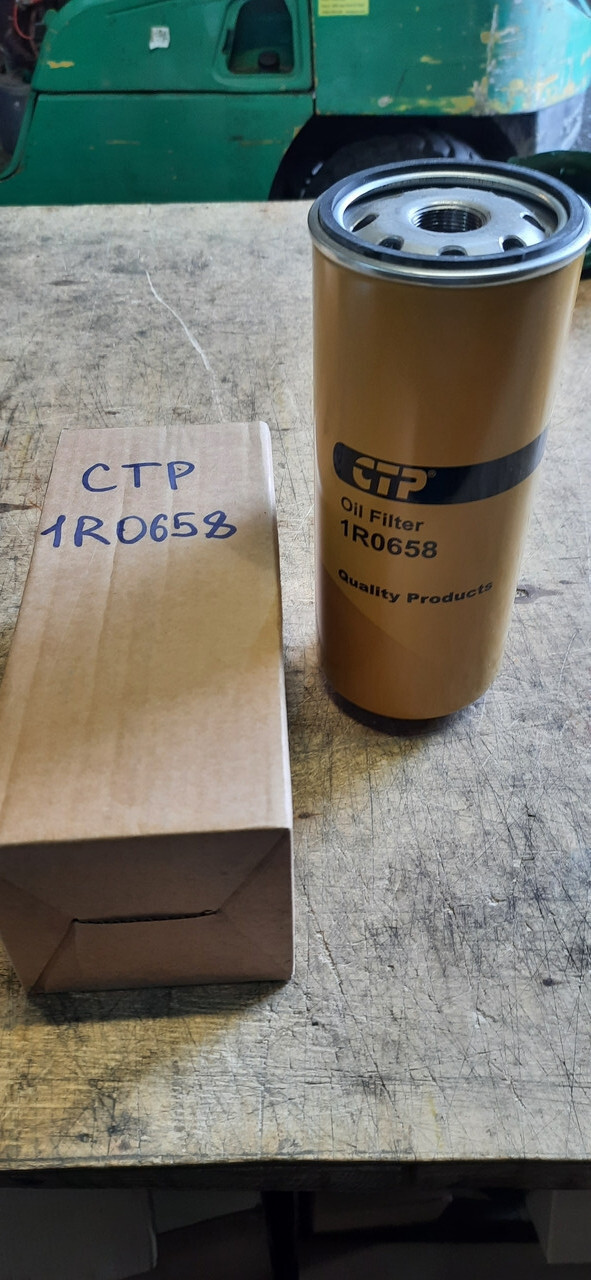 CTP
1R0658
CTP®
Oil Filter
1R0658
Quality Products